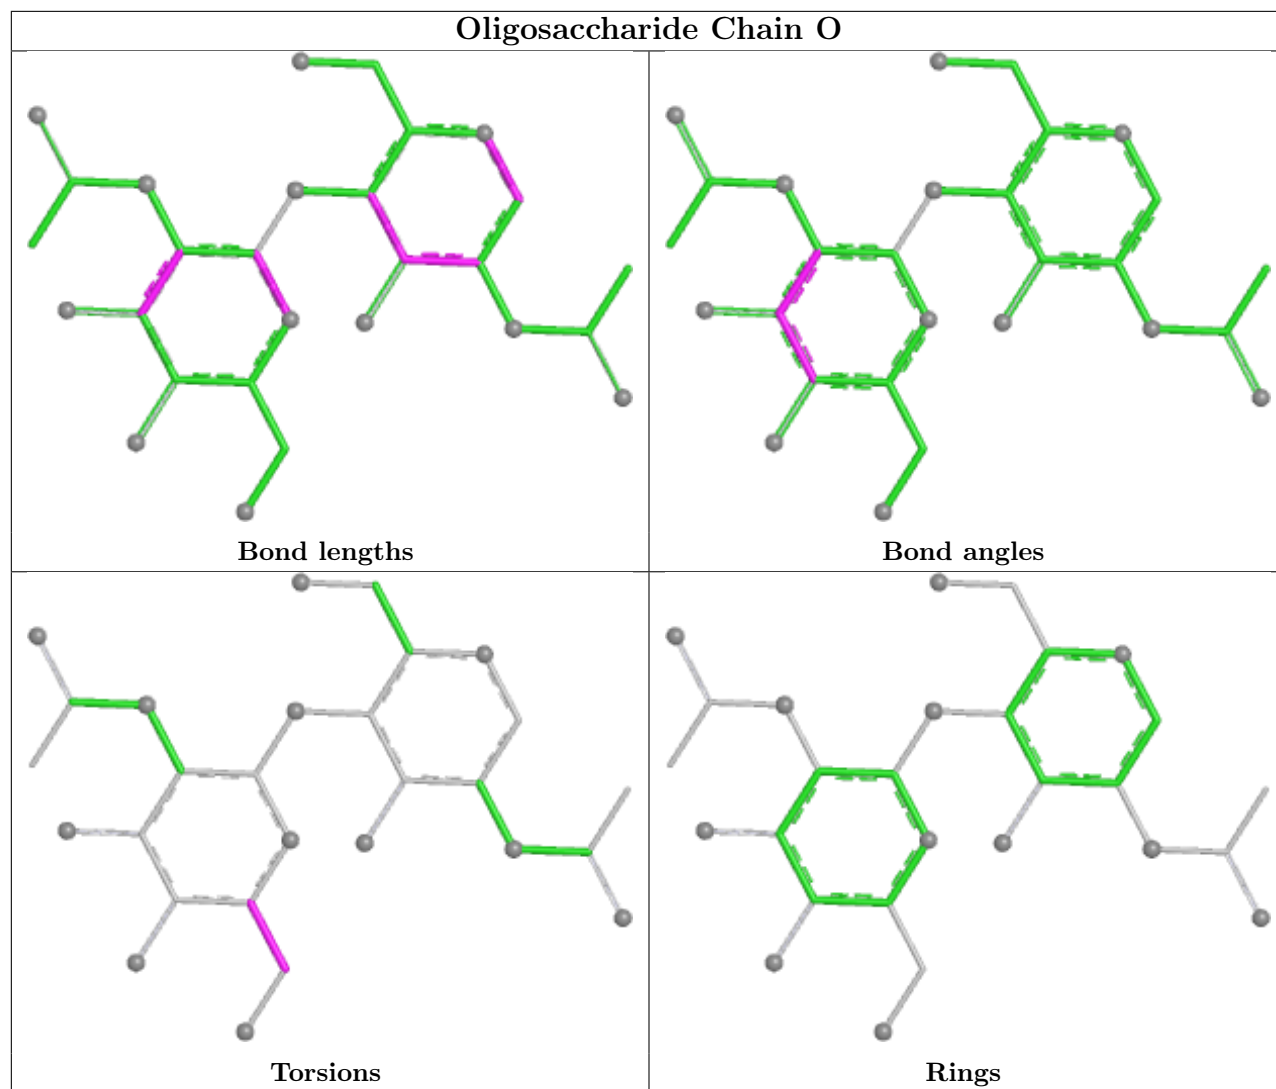 Oligosaccharide Chain O
Bond lengths
Bond angles
Torsions
Rings